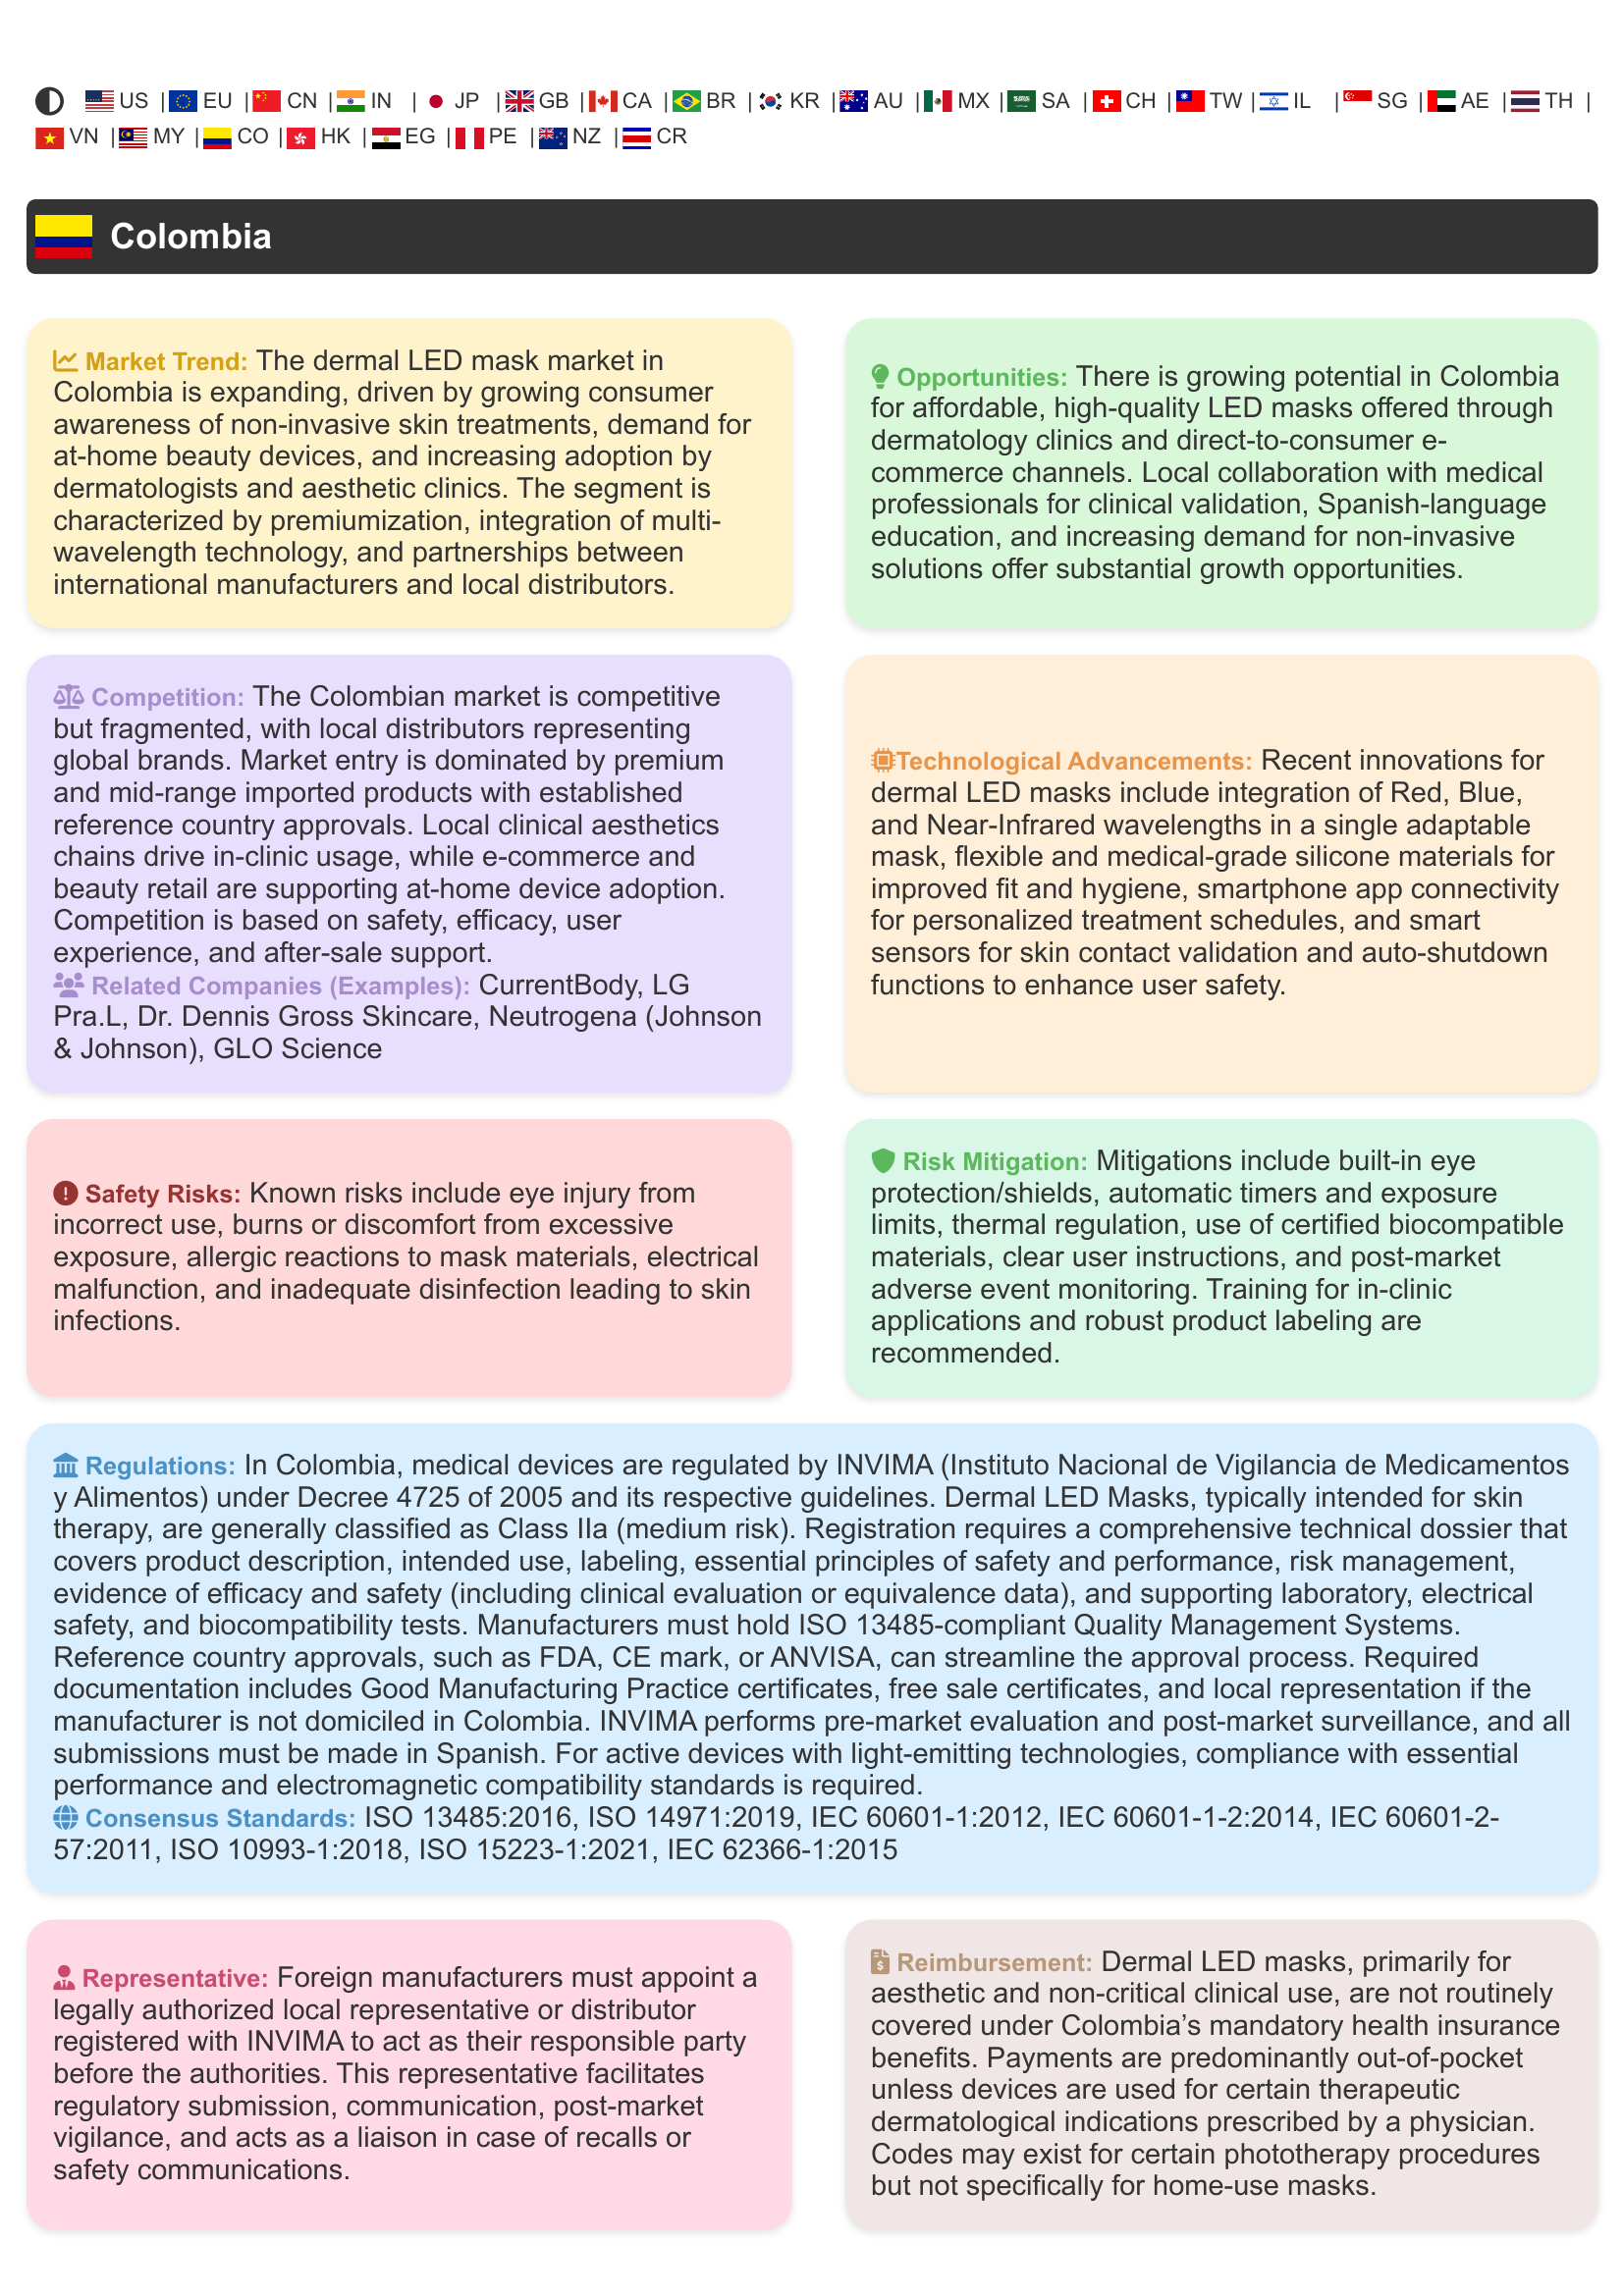 US | EU | CN | IN | JP | GB | CA | BR | KR | AU | MX | SA | CH | TW | IL | SG | AE | TH |
VN | MY | CO | HK | EG | PE | NZ | CR
Colombia
Market Trend: The dermal LED mask market in
Colombia is expanding, driven by growing consumer
awareness of non-invasive skin treatments, demand for
at-home beauty devices, and increasing adoption by
dermatologists and aesthetic clinics. The segment is
characterized by premiumization, integration of multi-
wavelength technology, and partnerships between
international manufacturers and local distributors.
Opportunities: There is growing potential in Colombia
for affordable, high-quality LED masks offered through
dermatology clinics and direct-to-consumer e-
commerce channels. Local collaboration with medical
professionals for clinical validation, Spanish-language
education, and increasing demand for non-invasive
solutions offer substantial growth opportunities.
Competition: The Colombian market is competitive
but fragmented, with local distributors representing
global brands. Market entry is dominated by premium
and mid-range imported products with established
reference country approvals. Local clinical aesthetics
chains drive in-clinic usage, while e-commerce and
beauty retail are supporting at-home device adoption.
Competition is based on safety, efficacy, user
experience, and after-sale support.
Related Companies (Examples): CurrentBody, LG
Pra.L, Dr. Dennis Gross Skincare, Neutrogena (Johnson
& Johnson), GLO Science
Technological Advancements: Recent innovations for
dermal LED masks include integration of Red, Blue,
and Near-Infrared wavelengths in a single adaptable
mask, flexible and medical-grade silicone materials for
improved fit and hygiene, smartphone app connectivity
for personalized treatment schedules, and smart
sensors for skin contact validation and auto-shutdown
functions to enhance user safety.
Safety Risks: Known risks include eye injury from
incorrect use, burns or discomfort from excessive
exposure, allergic reactions to mask materials, electrical
malfunction, and inadequate disinfection leading to skin
infections.
Risk Mitigation: Mitigations include built-in eye
protection/shields, automatic timers and exposure
limits, thermal regulation, use of certified biocompatible
materials, clear user instructions, and post-market
adverse event monitoring. Training for in-clinic
applications and robust product labeling are
recommended.
Regulations: In Colombia, medical devices are regulated by INVIMA (Instituto Nacional de Vigilancia de Medicamentos
y Alimentos) under Decree 4725 of 2005 and its respective guidelines. Dermal LED Masks, typically intended for skin
therapy, are generally classified as Class IIa (medium risk). Registration requires a comprehensive technical dossier that
covers product description, intended use, labeling, essential principles of safety and performance, risk management,
evidence of efficacy and safety (including clinical evaluation or equivalence data), and supporting laboratory, electrical
safety, and biocompatibility tests. Manufacturers must hold ISO 13485-compliant Quality Management Systems.
Reference country approvals, such as FDA, CE mark, or ANVISA, can streamline the approval process. Required
documentation includes Good Manufacturing Practice certificates, free sale certificates, and local representation if the
manufacturer is not domiciled in Colombia. INVIMA performs pre-market evaluation and post-market surveillance, and all
submissions must be made in Spanish. For active devices with light-emitting technologies, compliance with essential
performance and electromagnetic compatibility standards is required.
Consensus Standards: ISO 13485:2016, ISO 14971:2019, IEC 60601-1:2012, IEC 60601-1-2:2014, IEC 60601-2-
57:2011, ISO 10993-1:2018, ISO 15223-1:2021, IEC 62366-1:2015
Representative: Foreign manufacturers must appoint a
legally authorized local representative or distributor
registered with INVIMA to act as their responsible party
before the authorities. This representative facilitates
regulatory submission, communication, post-market
vigilance, and acts as a liaison in case of recalls or
safety communications.
Reimbursement: Dermal LED masks, primarily for
aesthetic and non-critical clinical use, are not routinely
covered under Colombia's mandatory health insurance
benefits. Payments are predominantly out-of-pocket
unless devices are used for certain therapeutic
dermatological indications prescribed by a physician.
Codes may exist for certain phototherapy procedures
but not specifically for home-use masks.